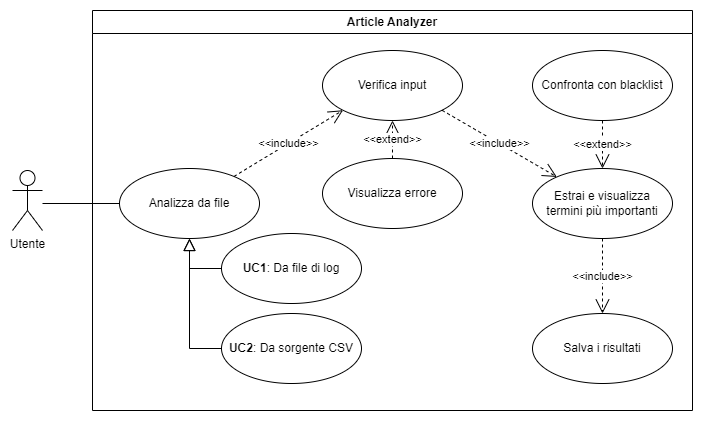 Article Analyzer
Verifica input
Confronta con blacklist
<<include>>
<<extend>>
<<include>>
<<extend>>
Analizza da file
Visualizza errore
Estrai e visualizza
termini più importanti
Utente
UC1: Da file di log
<<include>>
UC2: Da sorgente CSV
Salva i risultati